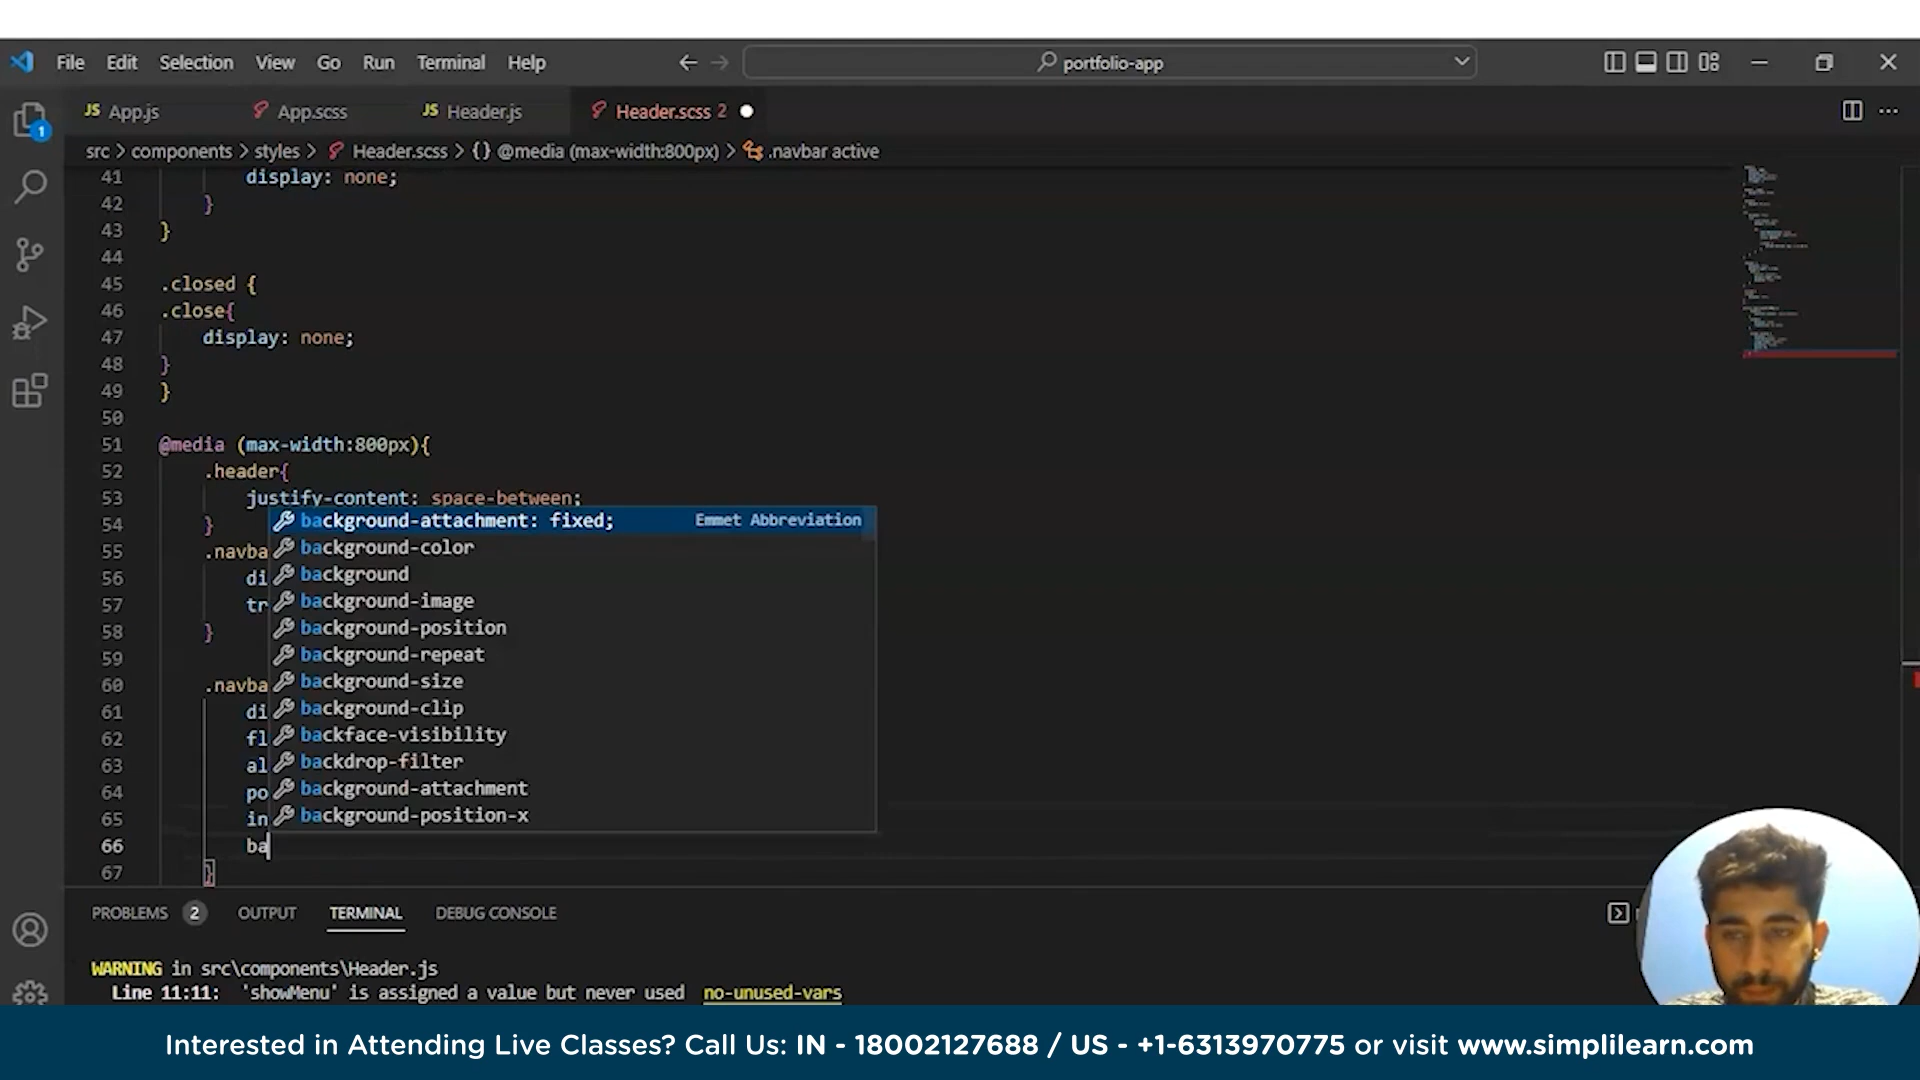 File Edit Selection View Go Run Terminal Help
portfolio-app
JS App.js App.scss JS Header.js Header.scss 2
src > components > styles > Header.scss > {} @media (max-width:800px) > .navbar active
41 display: none;
42 }
43 }
44
45 .closed {
46 .close{
47 display: none;
48 }
49 }
50
51 @media (max-width:800px){
52 .header{
53 justify-content: space-between;
54 }
background-attachment: fixed; Emmet Abbreviation
55 .navba
background-color
56 di
background
57 tr
background-image
58 }
background-position
59
background-repeat
60 .navba
background-size
61 di
background-clip
62 fl
backface-visibility
63 al
backdrop-filter
64 po
background-attachment
65 in
background-position-x
66 ba
67 }
PROBLEMS 2 OUTPUT TERMINAL DEBUG CONSOLE
WARNING in src\components\Header.js
Line 11:11: 'showMenu' is assigned a value but never used no-unused-vars
Interested in Attending Live Classes? Call Us: IN - 18002127688 / US - +1-6313970775 or visit www.simplilearn.com